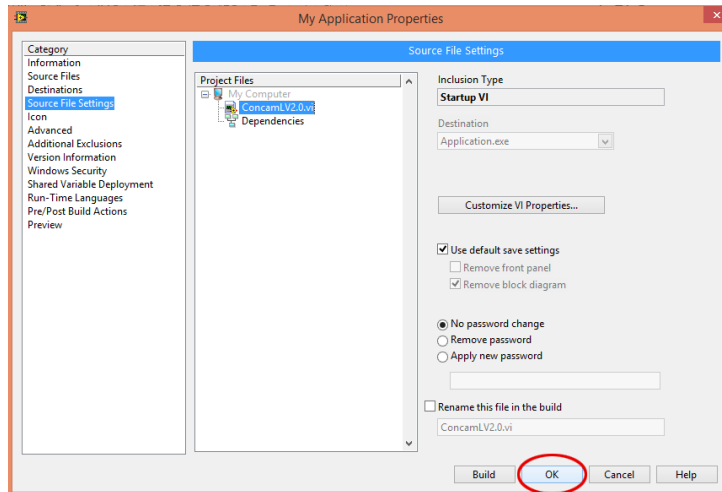 My Application Properties
Category
Information
Source Files
Destinations
Source File Settings
Icon
Advanced
Additional Exclusions
Version Information
Windows Security
Shared Variable Deployment
Run-Time Languages
Pre/Post Build Actions
Preview
Source File Settings
Project Files
My Computer
ConcamLV2.0.vi
Dependencies
Inclusion Type
Startup VI
Destination
Application.exe
Customize VI Properties...
Use default save settings
Remove front panel
Remove block diagram
No password change
Remove password
Apply new password
Rename this file in the build
ConcamLV2.0.vi
Build OK Cancel Help